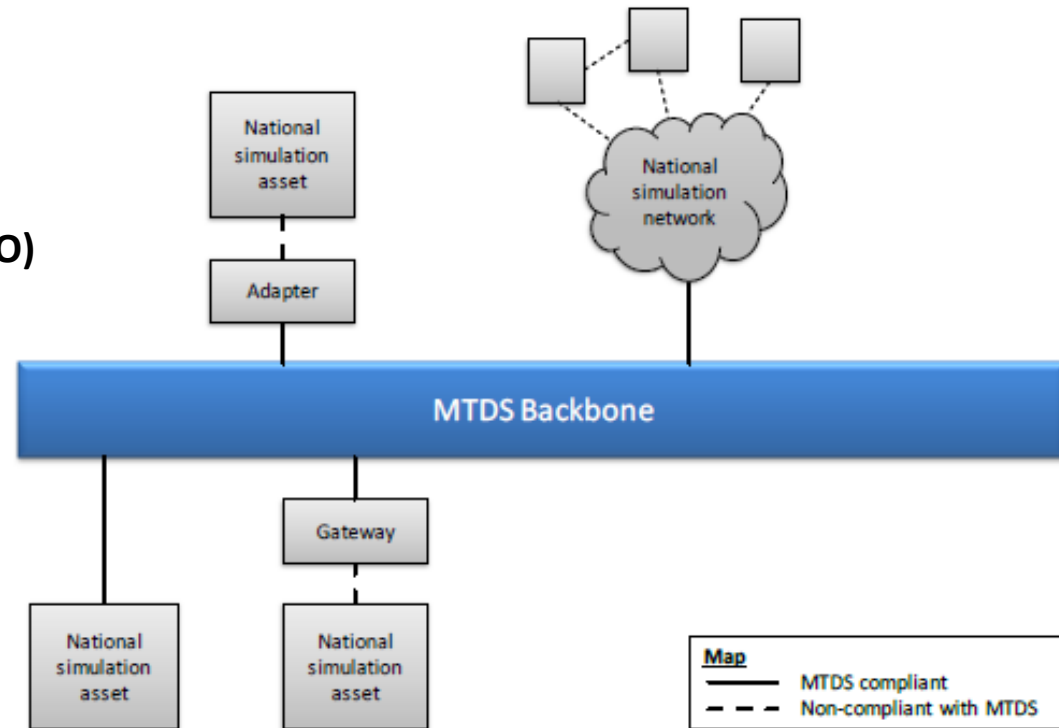 National
simulation
asset
National
simulation
network
O)
Adapter
MTDS Backbone
Gateway
National
simulation
asset
National
simulation
asset
Map
MTDS compliant
Non-compliant with MTDS